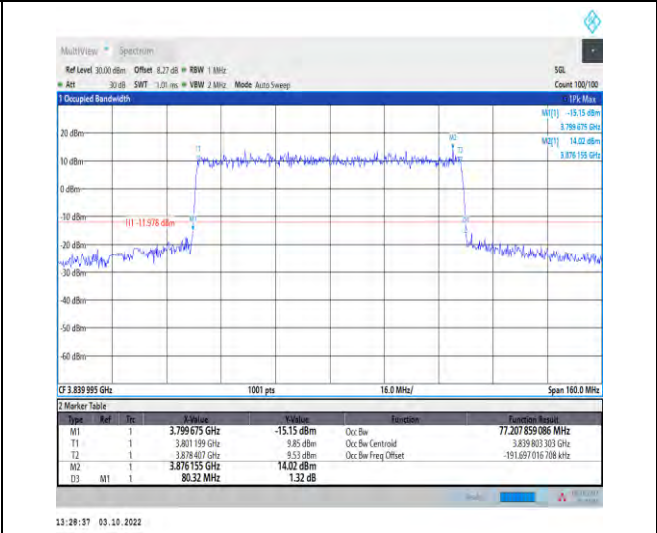 MultiView Spectrum
Ref Level 30.00 dBm Offset 8.27 dB RBW 1 MHz SGL
Att 30 dB SWT 1.01 ms VBW 2 MHz Mode Auto Sweep Count 100/100
1 Occupied Bandwidth 1Pk Max
M1[1] -15.15 dBm
3.799 675 GHz
M2[1] 14.02 dBm
3.876 155 GHz
20 dBm
M2
T1
T2
10 dBm
0 dBm
-10 dBm
H1 -11.978 dBm
M1
D3
-20 dBm
-30 dBm
-40 dBm
-50 dBm
-60 dBm
CF 3.839 995 GHz 1001 pts 16.0 MHz/ Span 160.0 MHz
2 Marker Table
Type Ref Trc X-Value Y-Value Function Function Result
M1 1 3.799 675 GHz -15.15 dBm Occ Bw 77.207 859 086 MHz
T1 1 3.801 199 GHz 9.85 dBm Occ Bw Centroid 3.839 803 303 GHz
T2 1 3.878 407 GHz 9.53 dBm Occ Bw Freq Offset -191.697 016 708 kHz
M2 1 3.876 155 GHz 14.02 dBm
D3 M1 1 80.32 MHz 1.32 dB
13:28:37 03.10.2022